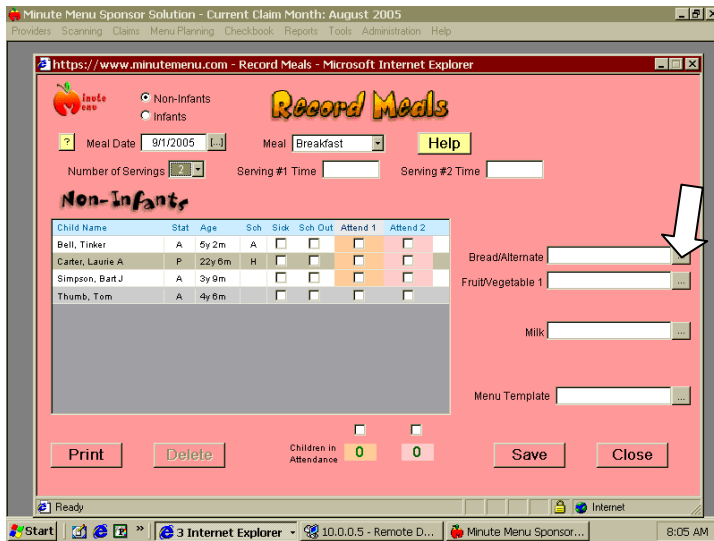 Minute Menu Sponsor Solution - Current Claim Month: August 2005
Providers Scanning Claims Menu Planning Checkbook Reports Tools Administration Help
https://www.minutemenu.com - Record Meals - Microsoft Internet Explorer
Minute Menu
Non-Infants
Infants
Record Meals
? Meal Date 9/1/2005 [...] Meal Breakfast Help
Number of Servings 2 Serving #1 Time Serving #2 Time
Non-Infants
Child Name Stat Age Sch Sick Sch Out Attend 1 Attend 2
Bell, Tinker A 5y 2m A
Carter, Laurie A P 22y 6m H
Simpson, Bart J A 3y 9m
Thumb, Tom A 4y 6m
Bread/Alternate
Fruit/Vegetable 1 ...
Milk ...
Menu Template ...
Print Delete Children in Attendance 0 0 Save Close
Ready Internet
Start » 3 Internet Explorer 10.0.0.5 - Remote D... Minute Menu Sponsor... 8:05 AM